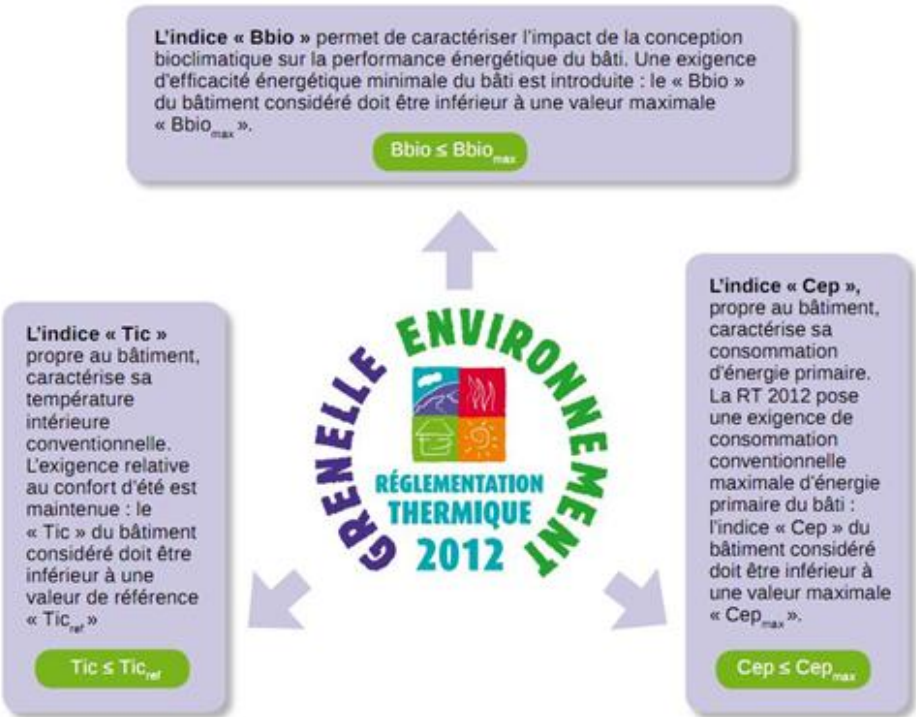 L'indice « Bbio » permet de caractériser l'impact de la conception
bioclimatique sur la performance énergétique du bâti. Une exigence
d'efficacité énergétique minimale du bâti est introduite : le « Bbio »
du bâtiment considéré doit être inférieur à une valeur maximale
« Bbiomax ».
Bbio ≤ Bbiomax
L'indice « Tic »
propre au bâtiment,
caractérise sa
température
intérieure
conventionnelle.
L'exigence relative
au confort d'été est
maintenue : le
« Tic » du bâtiment
considéré doit être
inférieur à une
valeur de référence
« Ticref »
Tic ≤ Ticref
GRENELLE ENVIRONNEMENT
RÉGLEMENTATION
THERMIQUE
2012
L'indice « Cep »,
propre au bâtiment,
caractérise sa
consommation
d'énergie primaire.
La RT 2012 pose
une exigence de
consommation
conventionnelle
maximale d'énergie
primaire du bâti :
l'indice « Cep » du
bâtiment considéré
doit être inférieur à
une valeur maximale
« Cepmax ».
Cep ≤ Cepmax